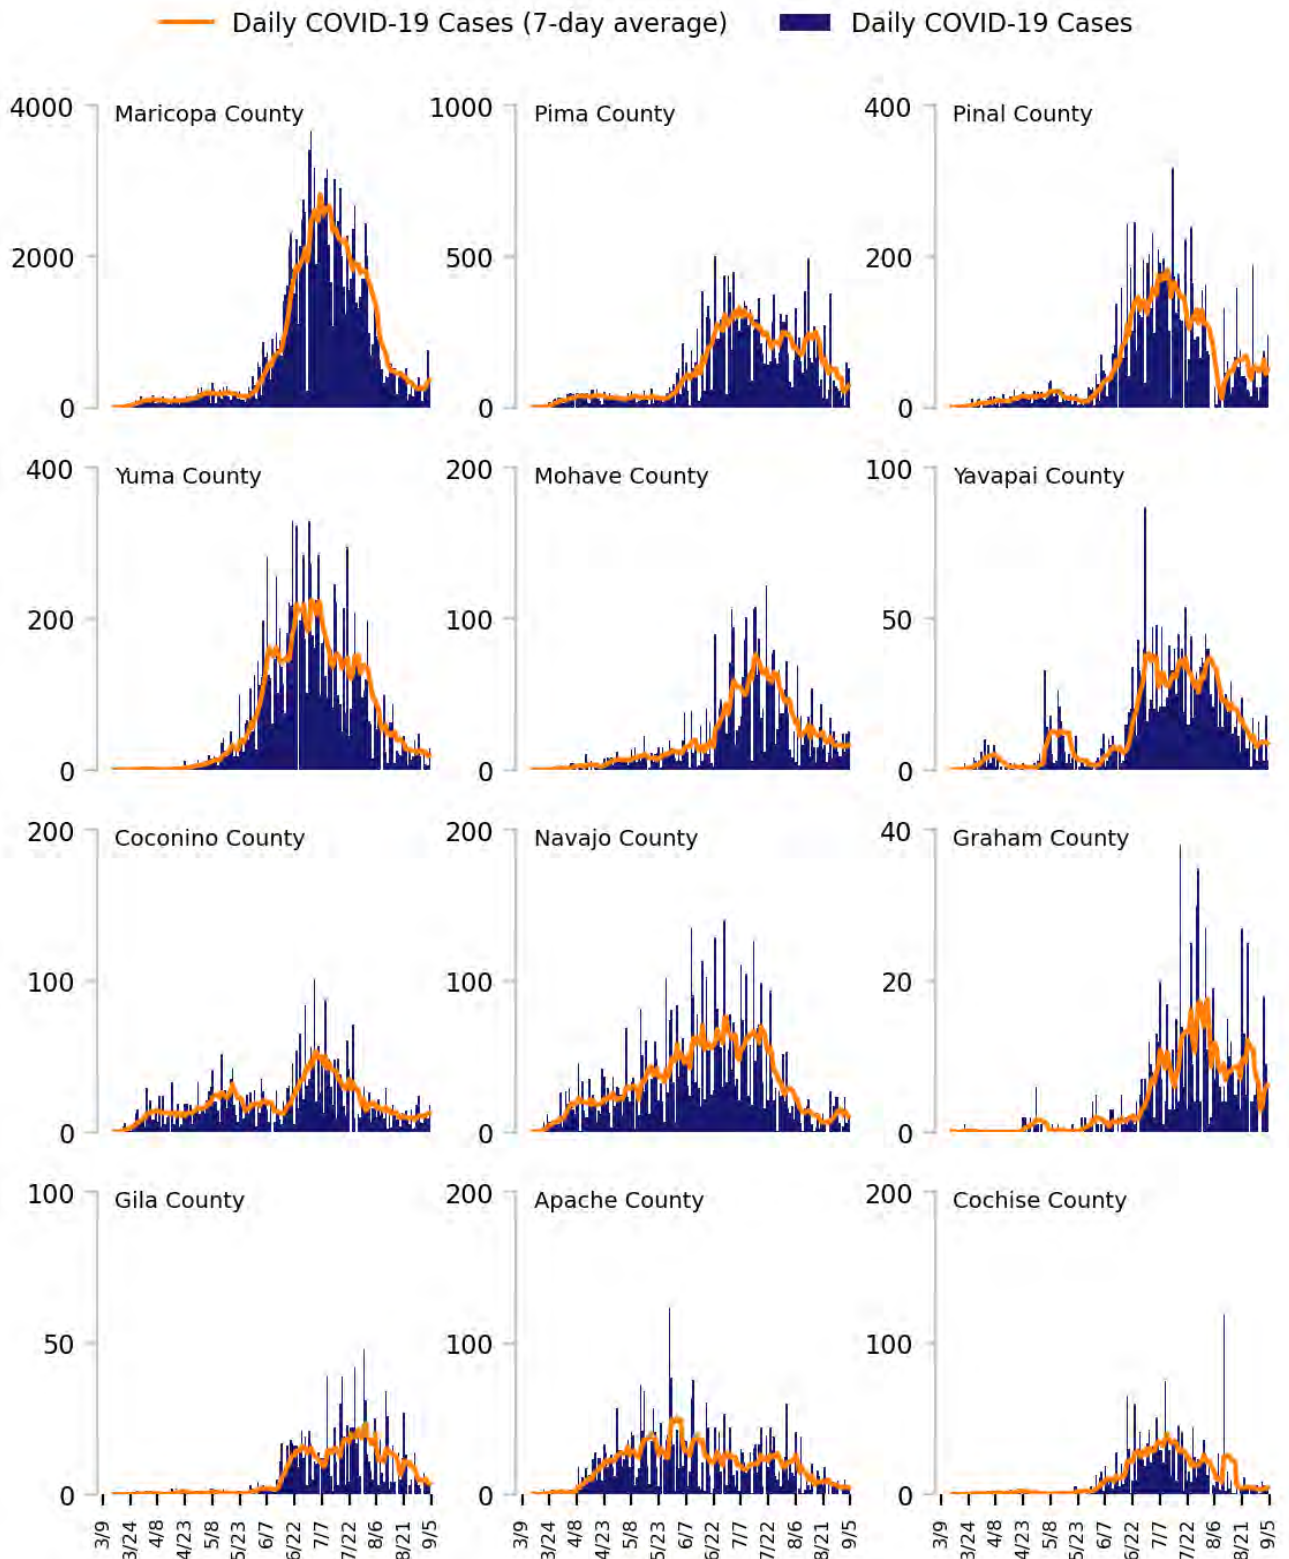 Daily COVID-19 Cases (7-day average) Daily COVID-19 Cases
4000 Maricopa County 1000 Pima County 400 Pinal County
2000 500 200
0 0 0
400 Yuma County 200 Mohave County 100 Yavapai County
200 100 50
0 0 0
200 Coconino County 200 Navajo County 40 Graham County
100 100 20
0 0 0
100 Gila County 200 Apache County 200 Cochise County
50 100 100
0 0 0
3/9 3/24 4/8 4/23 5/8 5/23 6/7 6/22 7/7 7/22 8/6 8/21 9/5 3/9 3/24 4/8 4/23 5/8 5/23 6/7 6/22 7/7 7/22 8/6 8/21 9/5 3/9 3/24 4/8 4/23 5/8 5/23 6/7 6/22 7/7 7/22 8/6 8/21 9/5